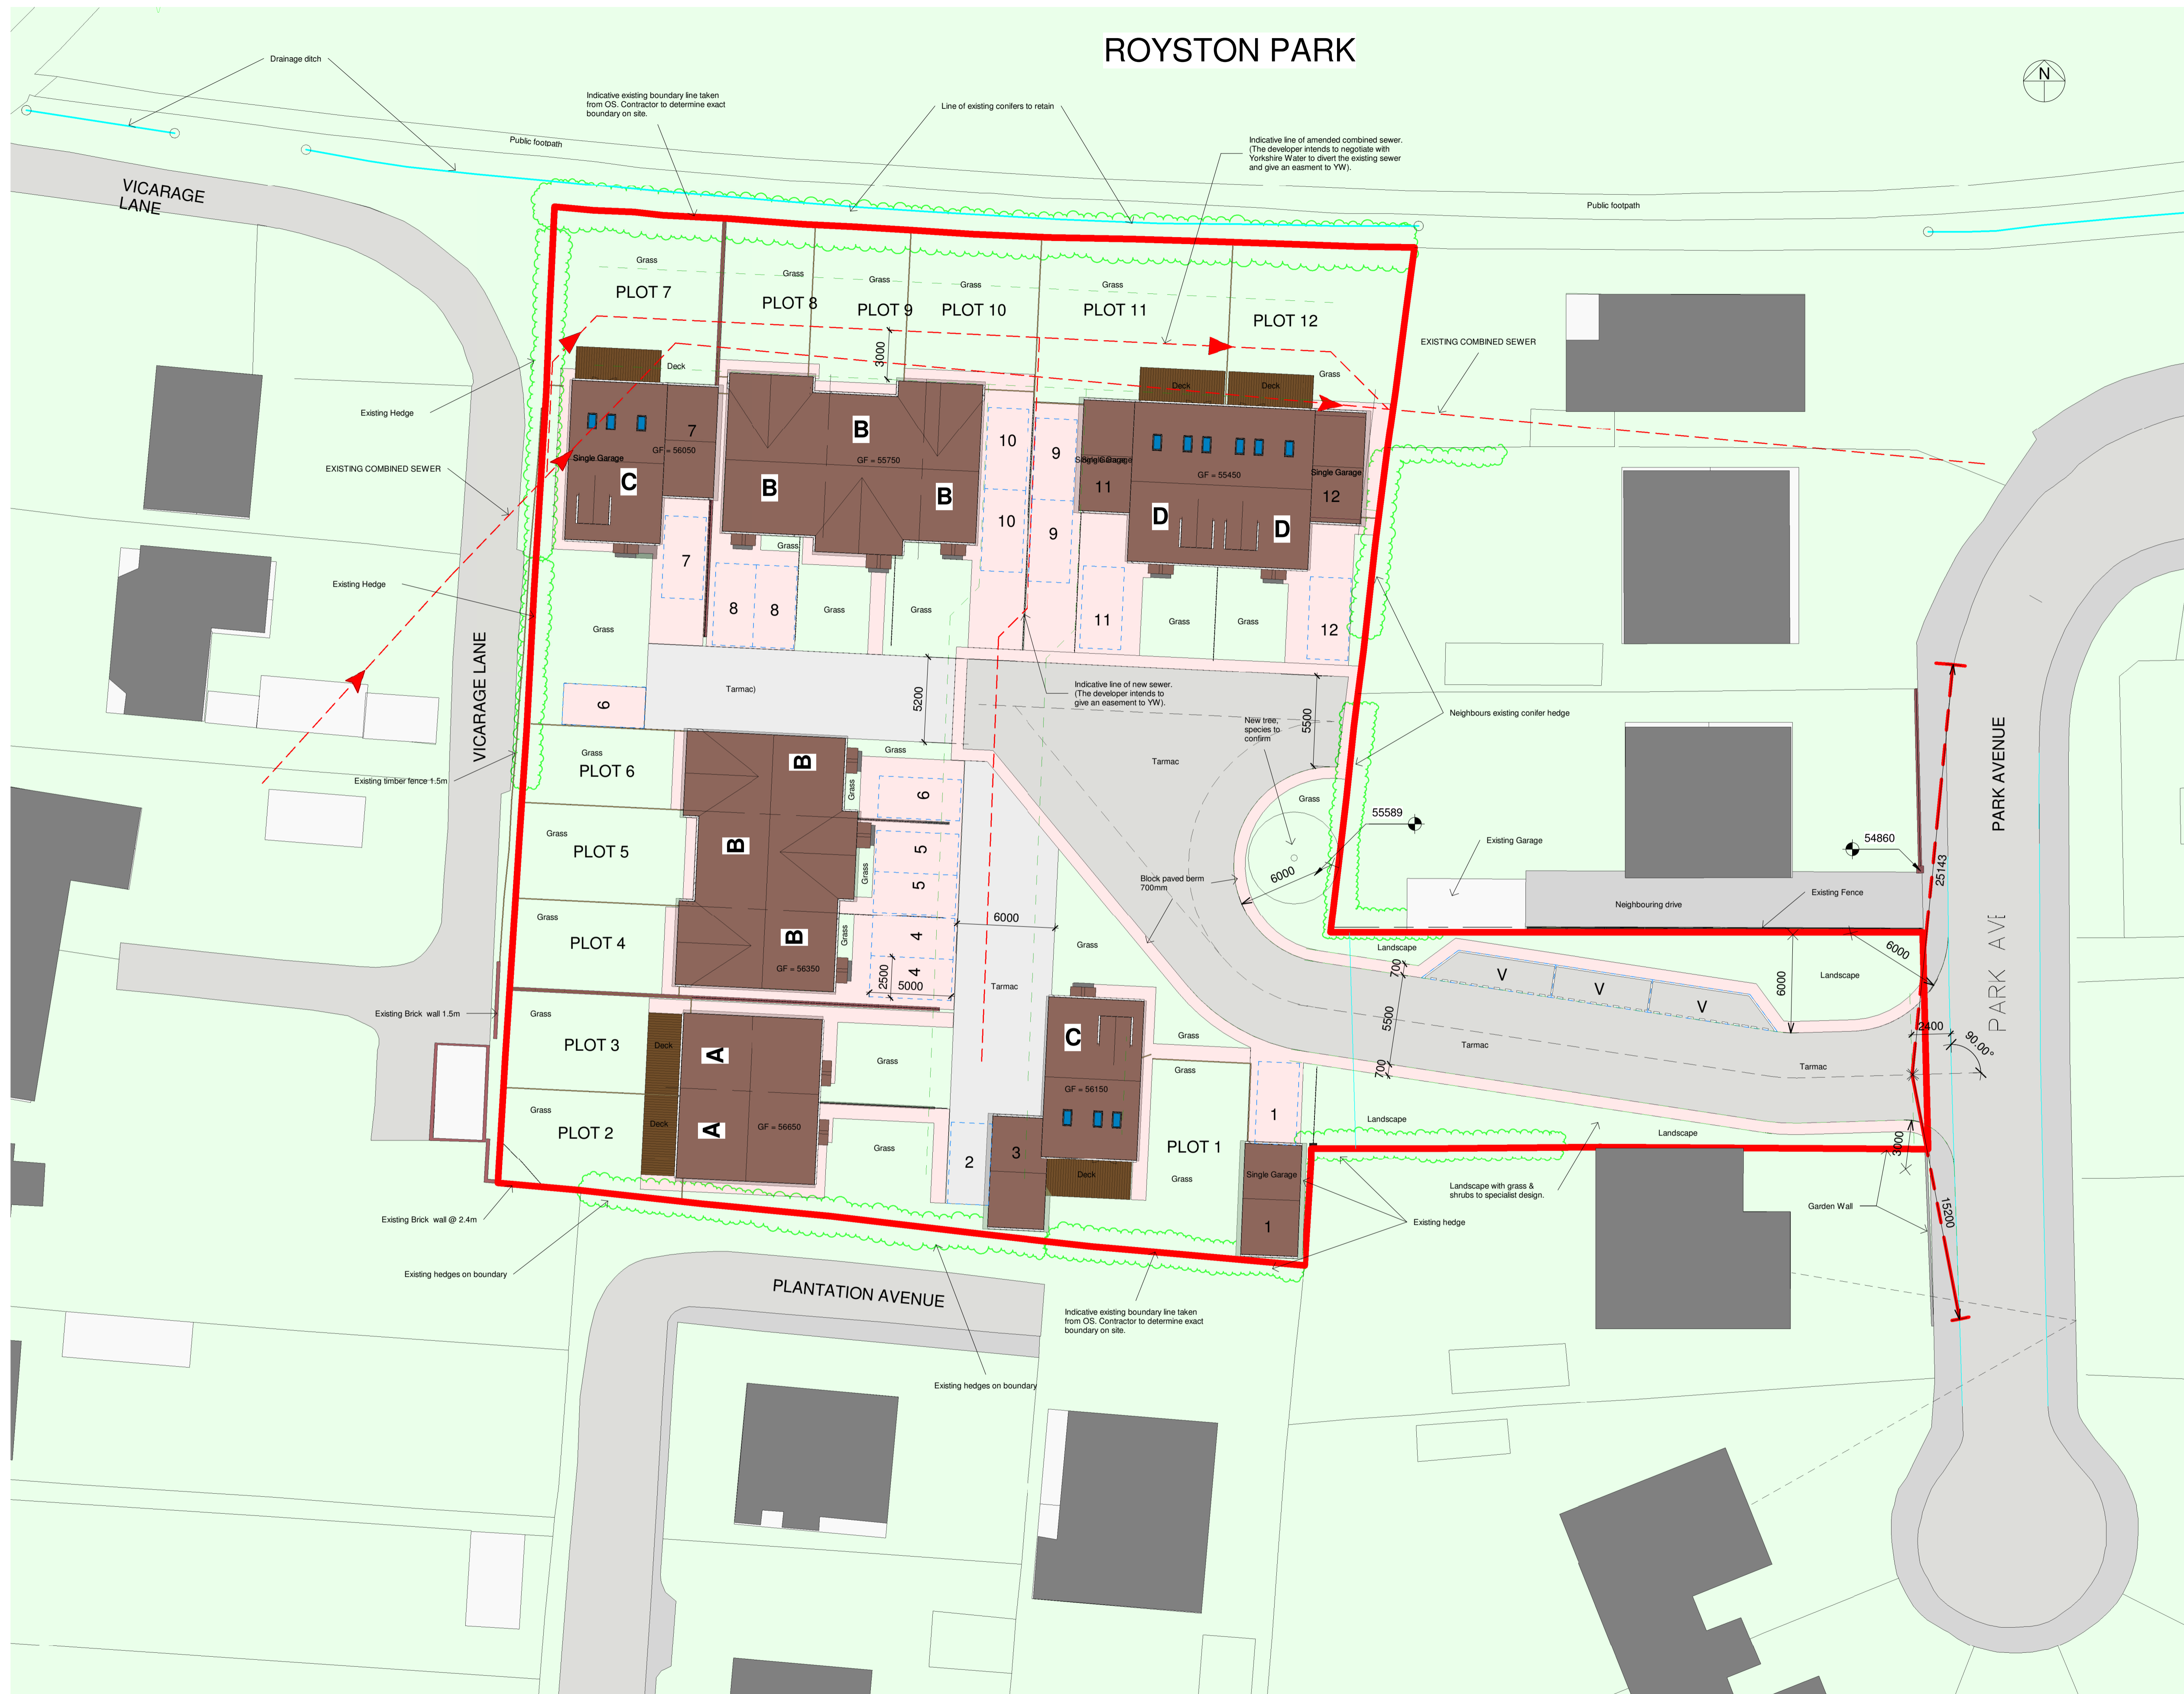 ROYSTON PARK
N
Drainage ditch
Indicative existing boundary line taken
from OS. Contractor to determine exact
boundary on site.
Line of existing conifers to retain
Public footpath
Indicative line of amended combined sewer.
(The developer intends to negotiate with
Yorkshire Water to divert the existing sewer
and give an easment to YW).
VICARAGE
LANE
Public footpath
Grass
Grass
Grass
Grass
Grass
PLOT 7
PLOT 8
PLOT 9
PLOT 10
PLOT 11
PLOT 12
EXISTING COMBINED SEWER
3000
Deck
Grass
Deck
Deck
Existing Hedge
7
B
10
9
GF = 56050
GF = 55750
Single Garage
Single Garage
GF = 55450
Single Garage
EXISTING COMBINED SEWER
C
B
B
11
12
10
D
D
9
Grass
7
Existing Hedge
8
8
Grass
Grass
11
Grass
Grass
12
Grass
VICARAGE LANE
Tarmac)
5200
Indicative line of new sewer.
(The developer intends to
give an easement to YW).
6
New tree,
species to
confirm
5500
Neighbours existing conifer hedge
PARK AVENUE
Grass
Grass
B
Tarmac
PLOT 6
Existing timber fence 1.5m
Grass
6
Grass
55589
54860
Grass
PLOT 5
B
5
Existing Garage
Grass
5
Block paved berm
700mm
6000
25143
Existing Fence
Neighbouring drive
Grass
6000
PLOT 4
B
Grass
4
Grass
Landscape
6000
PARK AVE
GF = 56350
4
2500
5000
700
V
V
V
6000
Landscape
Tarmac
Existing Brick wall 1.5m
Grass
5500
2400
90.00°
PLOT 3
Deck
A
C
Grass
Tarmac
Grass
Grass
Tarmac
700
GF = 56150
Grass
PLOT 2
Deck
A
GF = 56650
1
Landscape
Landscape
3000
Grass
2
3
PLOT 1
Deck
Grass
Single Garage
Landscape with grass &
shrubs to specialist design.
Garden Wall
15200
Existing Brick wall @ 2.4m
1
Existing hedge
Existing hedges on boundary
PLANTATION AVENUE
Indicative existing boundary line taken
from OS. Contractor to determine exact
boundary on site.
Existing hedges on boundary